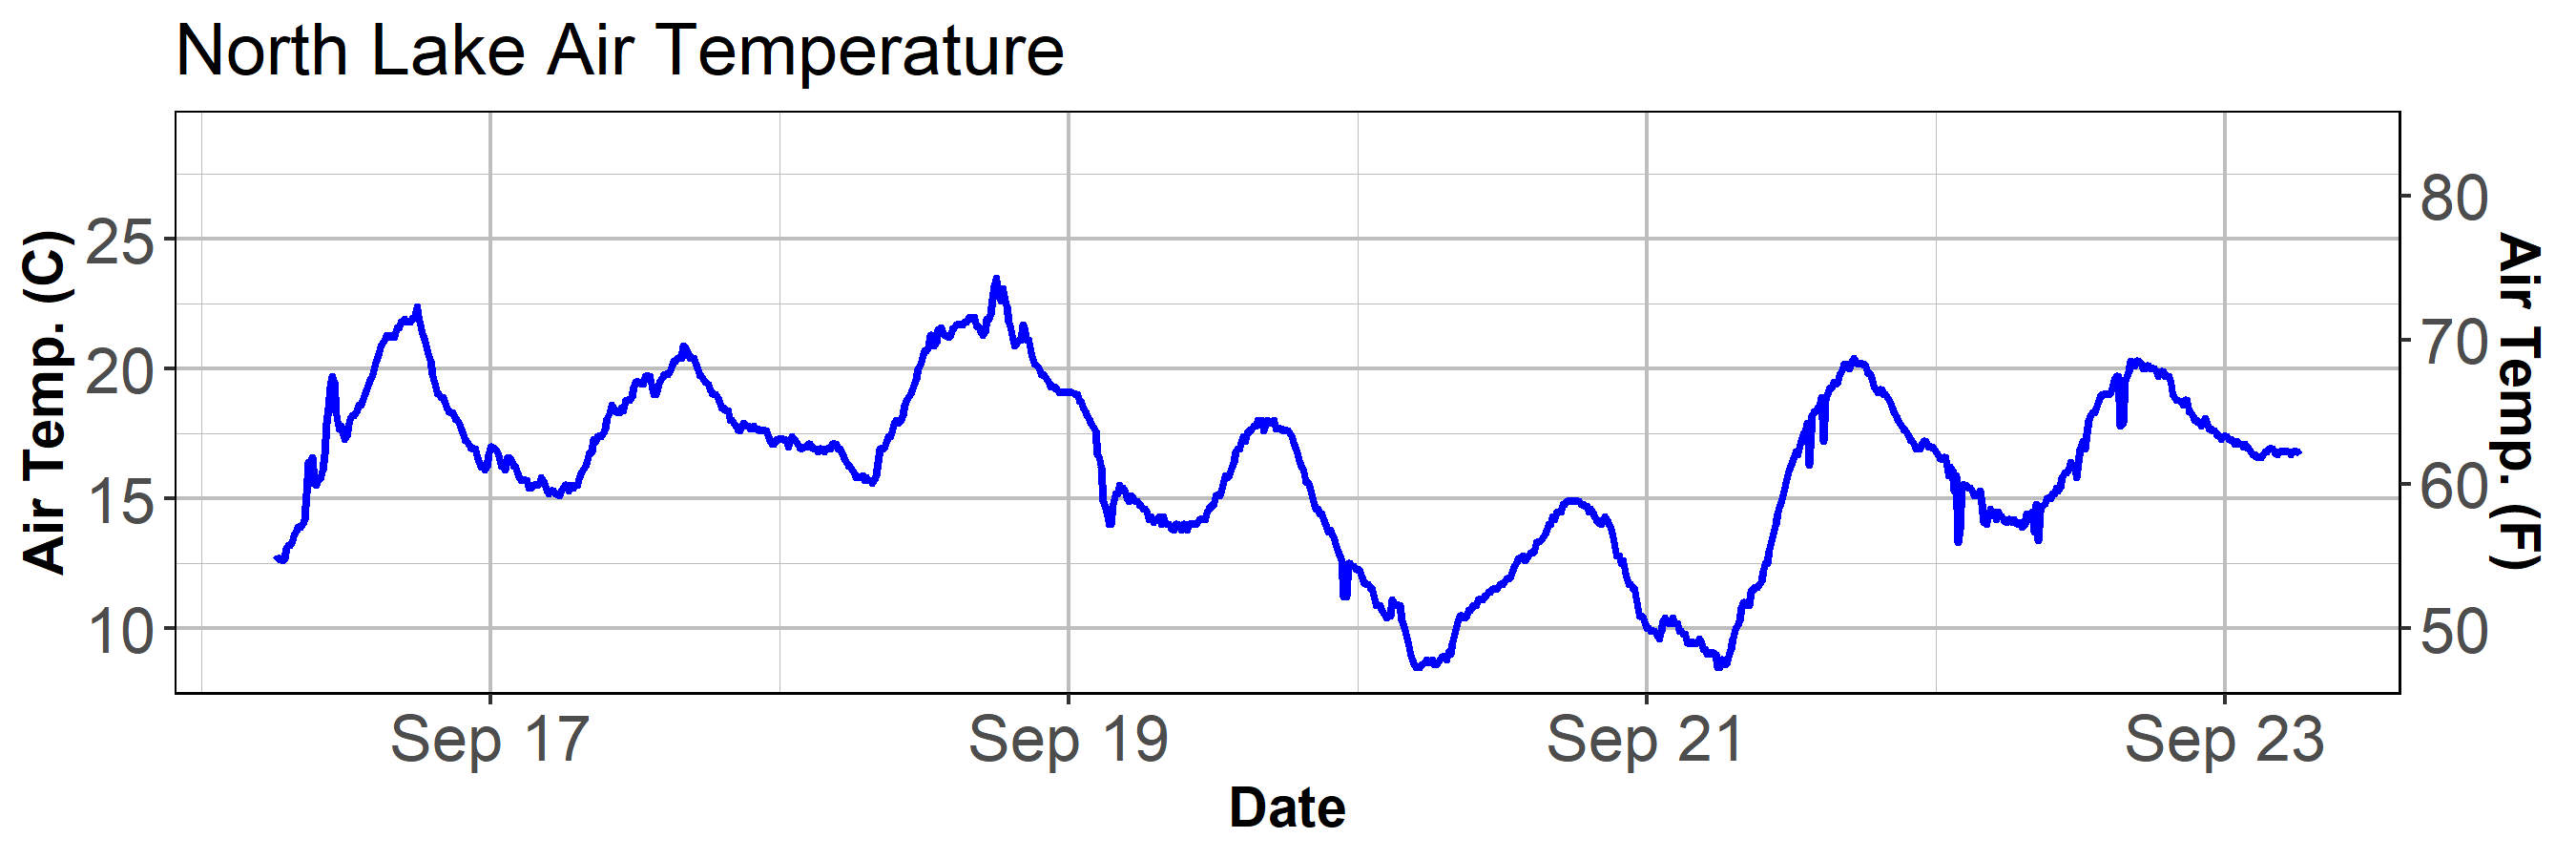 North Lake Air Temperature
Air Temp. (C)
25
20
15
10
80
70
60
50
Air Temp. (F)
Sep 17
Sep 19
Sep 21
Sep 23
Date